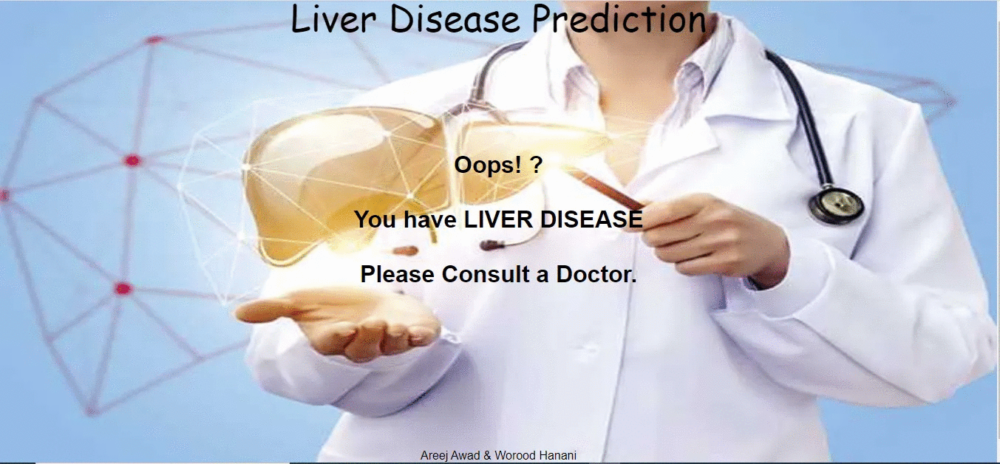 Liver Disease Prediction
Oops! ?
You have LIVER DISEASE
Please Consult a Doctor.
Areej Awad & Worood Hanani